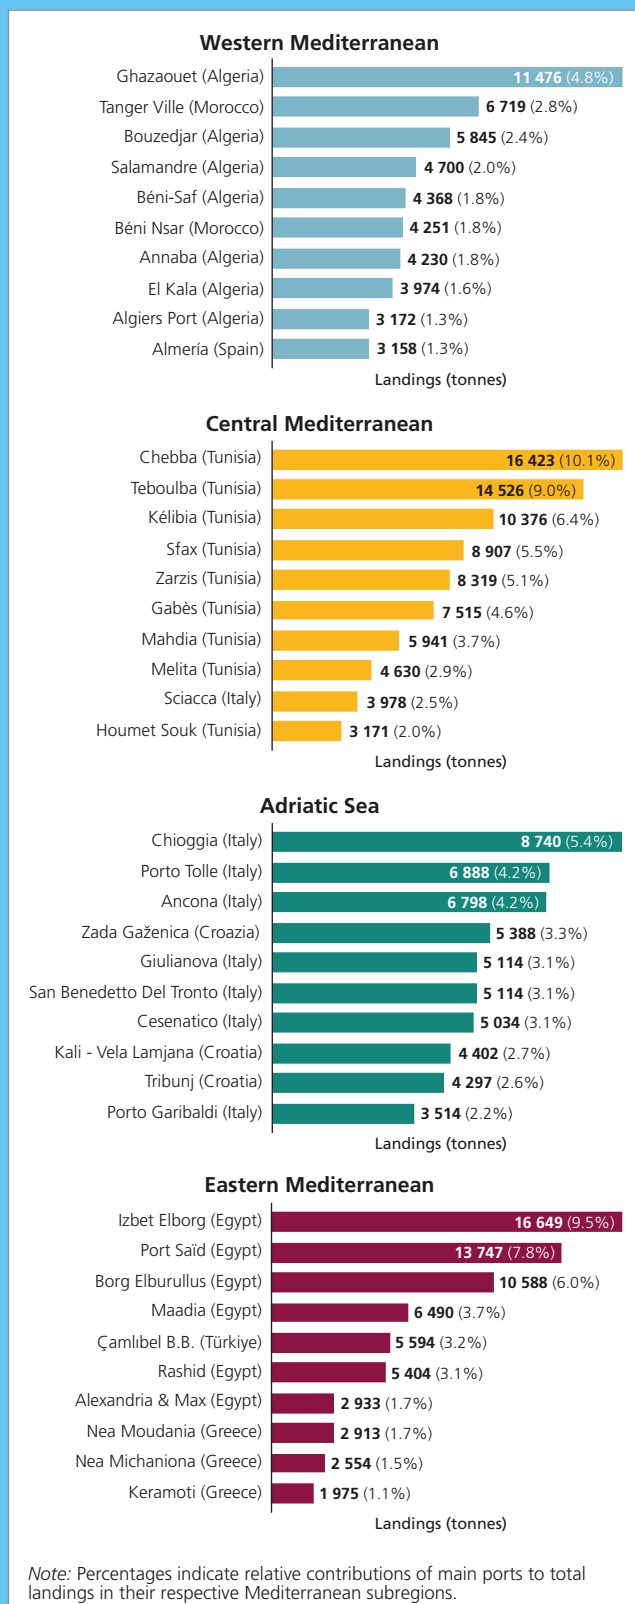 Western Mediterranean
Ghazaouet (Algeria) 11 476 (4.8%)
Tanger Ville (Morocco) 6 719 (2.8%)
Bouzedjar (Algeria) 5 845 (2.4%)
Salamandre (Algeria) 4 700 (2.0%)
Béni-Saf (Algeria) 4 368 (1.8%)
Béni Nsar (Morocco) 4 251 (1.8%)
Annaba (Algeria) 4 230 (1.8%)
El Kala (Algeria) 3 974 (1.6%)
Algiers Port (Algeria) 3 172 (1.3%)
Almería (Spain) 3 158 (1.3%)
Landings (tonnes)
Central Mediterranean
Chebba (Tunisia) 16 423 (10.1%)
Teboulba (Tunisia) 14 526 (9.0%)
Kélibia (Tunisia) 10 376 (6.4%)
Sfax (Tunisia) 8 907 (5.5%)
Zarzis (Tunisia) 8 319 (5.1%)
Gabès (Tunisia) 7 515 (4.6%)
Mahdia (Tunisia) 5 941 (3.7%)
Melita (Tunisia) 4 630 (2.9%)
Sciacca (Italy) 3 978 (2.5%)
Houmet Souk (Tunisia) 3 171 (2.0%)
Landings (tonnes)
Adriatic Sea
Chioggia (Italy) 8 740 (5.4%)
Porto Tolle (Italy) 6 888 (4.2%)
Ancona (Italy) 6 798 (4.2%)
Zada Gaženica (Croazia) 5 388 (3.3%)
Giulianova (Italy) 5 114 (3.1%)
San Benedetto Del Tronto (Italy) 5 114 (3.1%)
Cesenatico (Italy) 5 034 (3.1%)
Kali - Vela Lamjana (Croatia) 4 402 (2.7%)
Tribunj (Croatia) 4 297 (2.6%)
Porto Garibaldi (Italy) 3 514 (2.2%)
Landings (tonnes)
Eastern Mediterranean
Izbet Elborg (Egypt) 16 649 (9.5%)
Port Saïd (Egypt) 13 747 (7.8%)
Borg Elburullus (Egypt) 10 588 (6.0%)
Maadia (Egypt) 6 490 (3.7%)
Çamlıbel B.B. (Türkiye) 5 594 (3.2%)
Rashid (Egypt) 5 404 (3.1%)
Alexandria & Max (Egypt) 2 933 (1.7%)
Nea Moudania (Greece) 2 913 (1.7%)
Nea Michaniona (Greece) 2 554 (1.5%)
Keramoti (Greece) 1 975 (1.1%)
Landings (tonnes)
Note: Percentages indicate relative contributions of main ports to total
landings in their respective Mediterranean subregions.